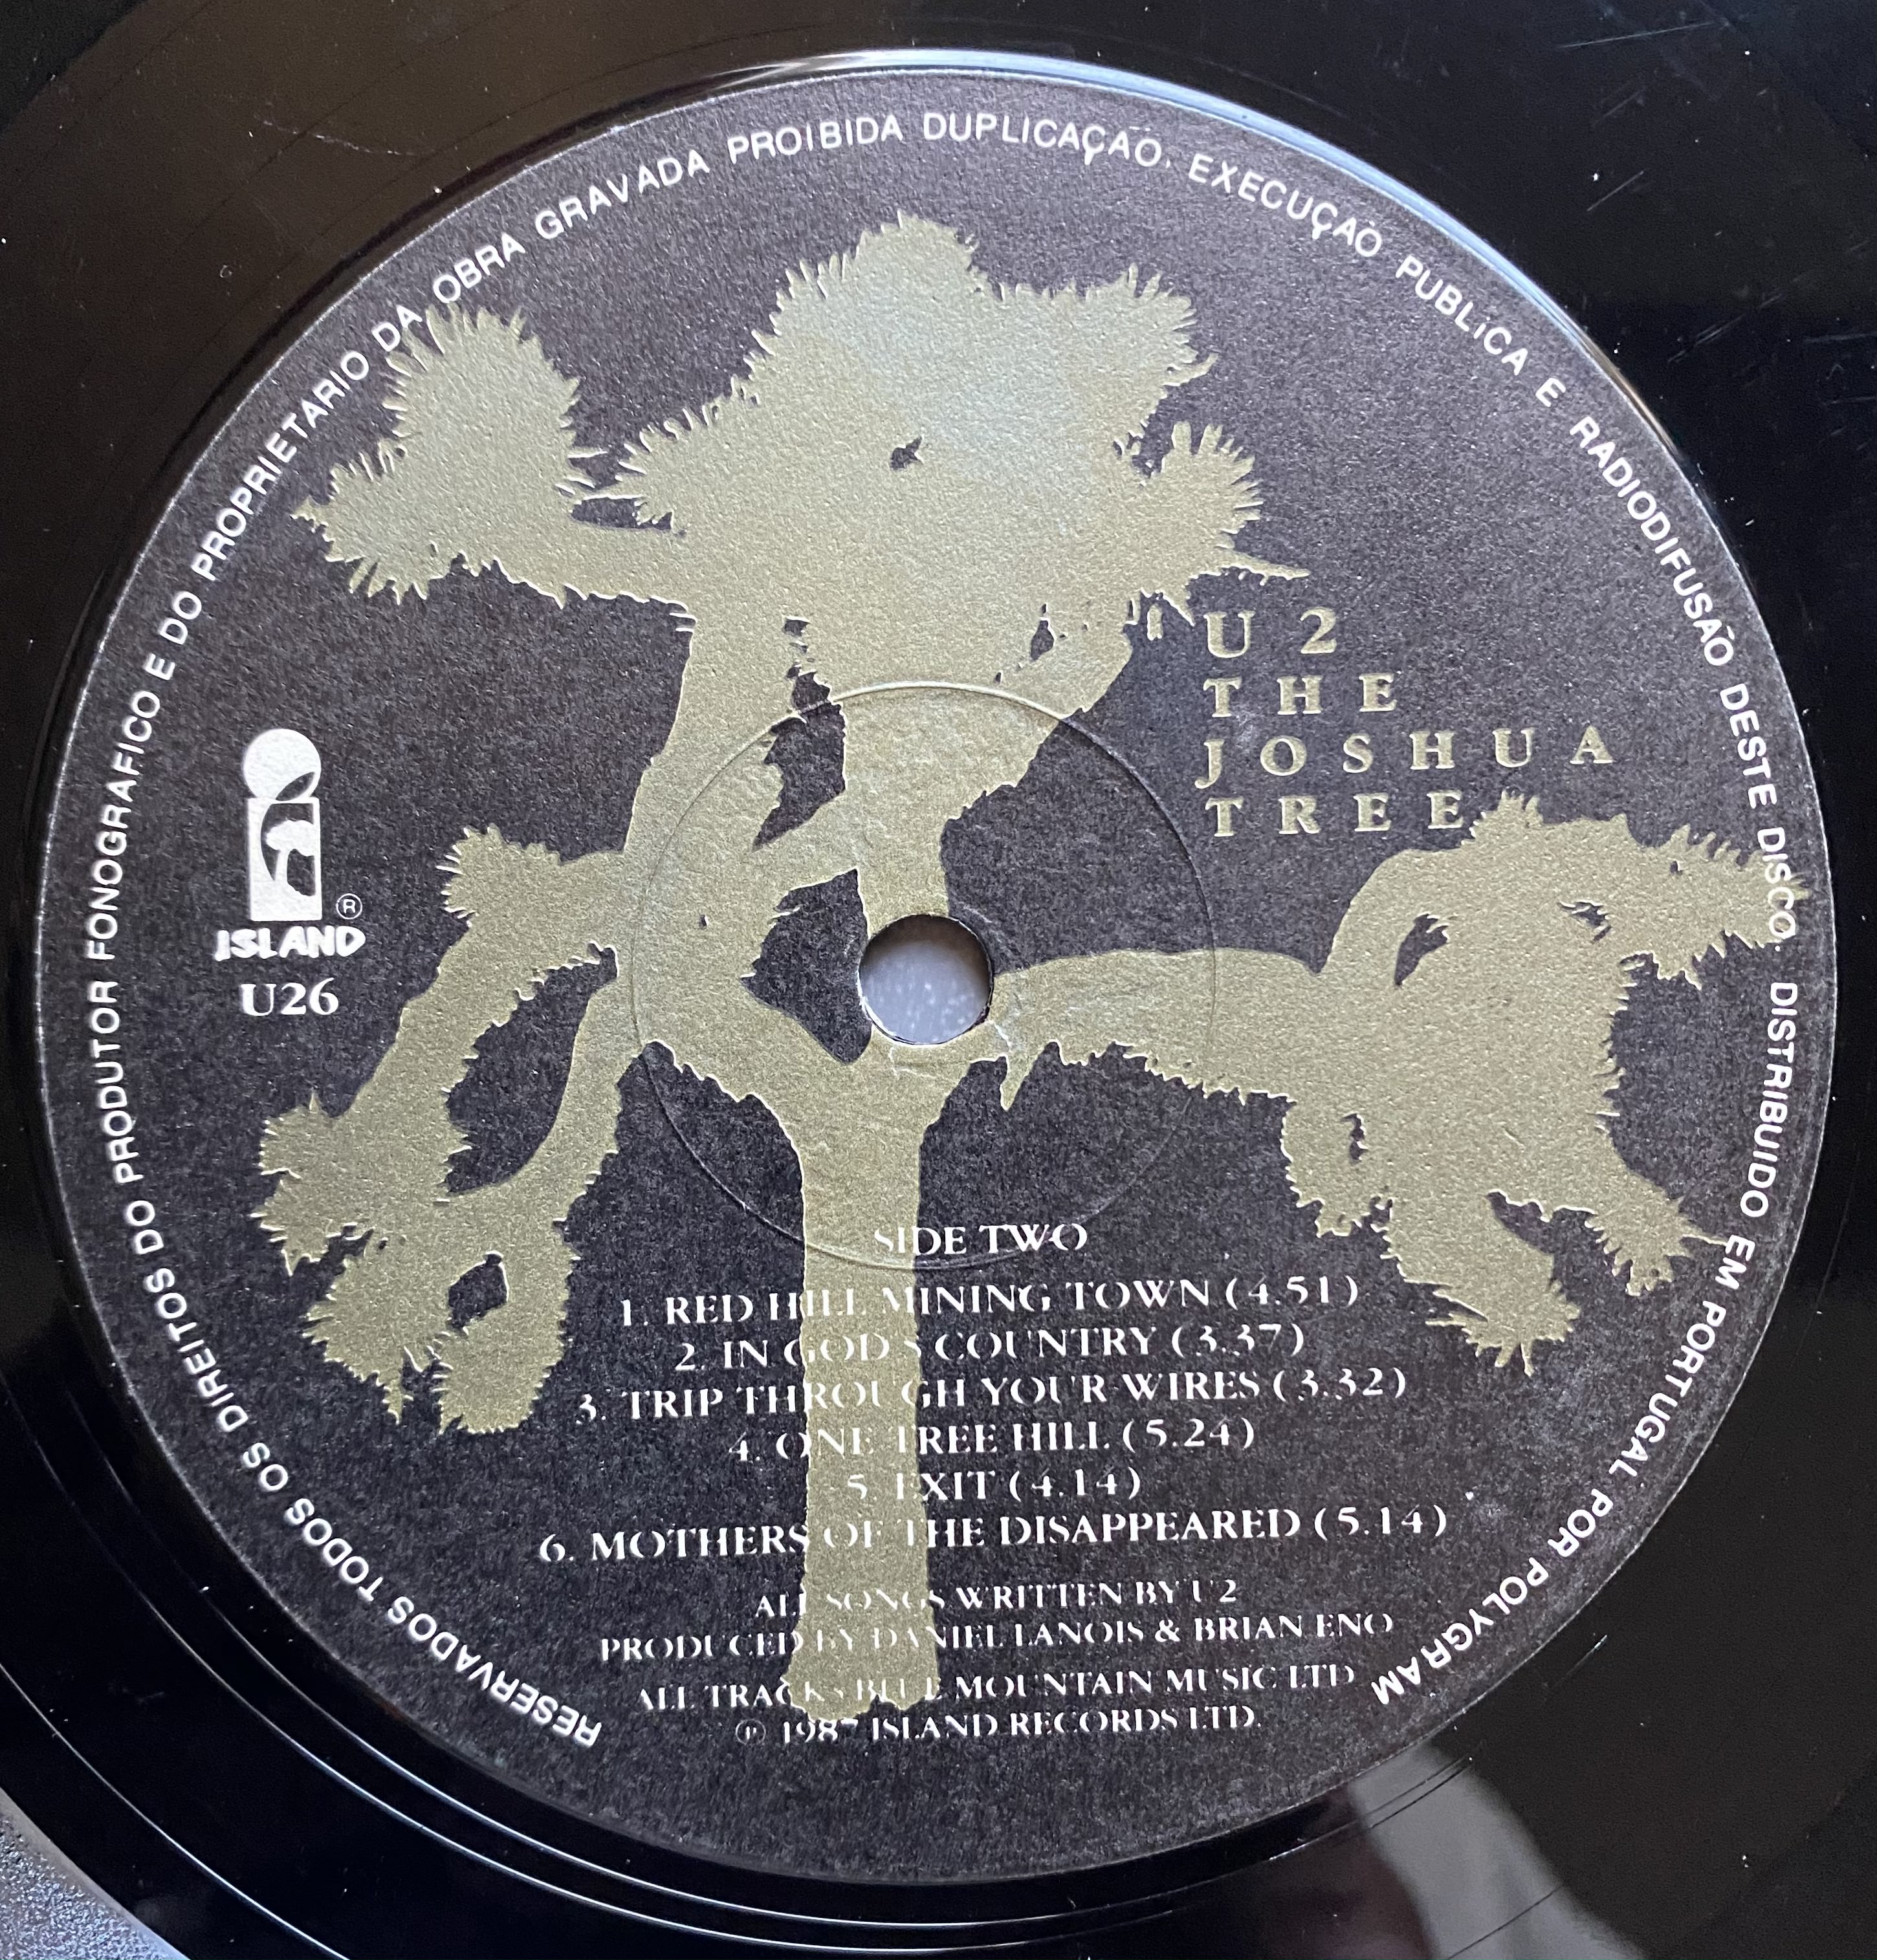 RESERVADOS TODOS OS DIREITOS DO PRODUTOR FONOGRAFICO E DO PROPRIETARIO DA OBRA GRAVADA PROIBIDA DUPLICAÇÃO, EXECUÇÃO PUBLICA E RADIODIFUSÃO DESTE DISCO. DISTRIBUIDO EM PORTUGAL POR POLYGRAM
U 2
THE
JOSHUA
TREE
®
ISLAND
U26
SIDE TWO
1. RED HILL MINING TOWN (4.51)
2. IN GOD'S COUNTRY (3.37)
3. TRIP THROUGH YOUR WIRES (3.32)
4. ONE TREE HILL (5.24)
5. EXIT (4.14)
6. MOTHERS OF THE DISAPPEARED (5.14)
ALL SONGS WRITTEN BY U2
PRODUCED BY DANIEL LANOIS & BRIAN ENO
ALL TRACKS BLUE MOUNTAIN MUSIC LTD
℗ 1987 ISLAND RECORDS LTD.